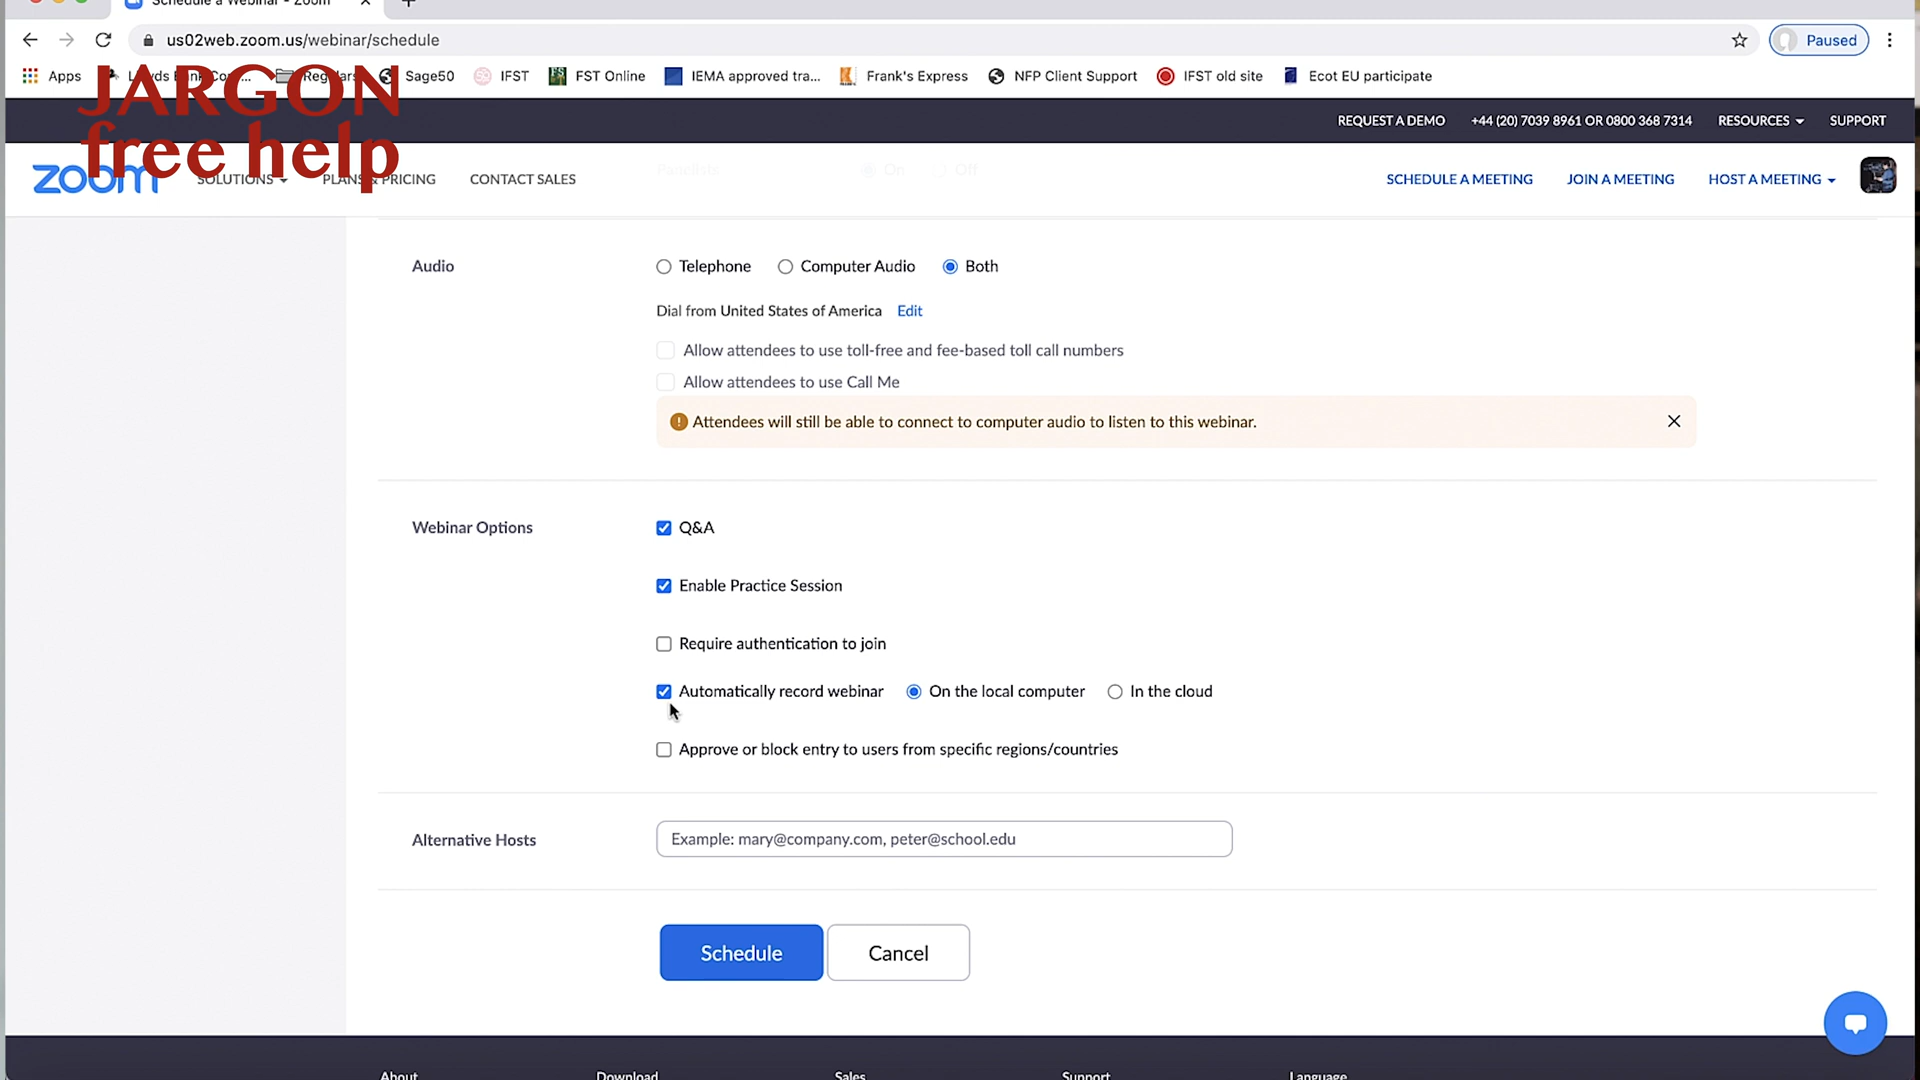 Schedule a Webinar - Zoom
us02web.zoom.us/webinar/schedule
Paused
Apps
Regulars
Sage50
IFST
FST Online
IEMA approved tra...
Frank's Express
NFP Client Support
IFST old site
Ecot EU participate
JARGON
free help
REQUEST A DEMO
+44 (20) 7039 8961 OR 0800 368 7314
RESOURCES
SUPPORT
zoom
SOLUTIONS
PLANS & PRICING
CONTACT SALES
SCHEDULE A MEETING
JOIN A MEETING
HOST A MEETING
Panelists
On
Off
Audio
Telephone
Computer Audio
Both
Dial from United States of America Edit
Allow attendees to use toll-free and fee-based toll call numbers
Allow attendees to use Call Me
Attendees will still be able to connect to computer audio to listen to this webinar.
Webinar Options
Q&A
Enable Practice Session
Require authentication to join
Automatically record webinar
On the local computer
In the cloud
Approve or block entry to users from specific regions/countries
Alternative Hosts
Example: mary@company.com, peter@school.edu
Schedule
Cancel
About
Download
Sales
Support
Language